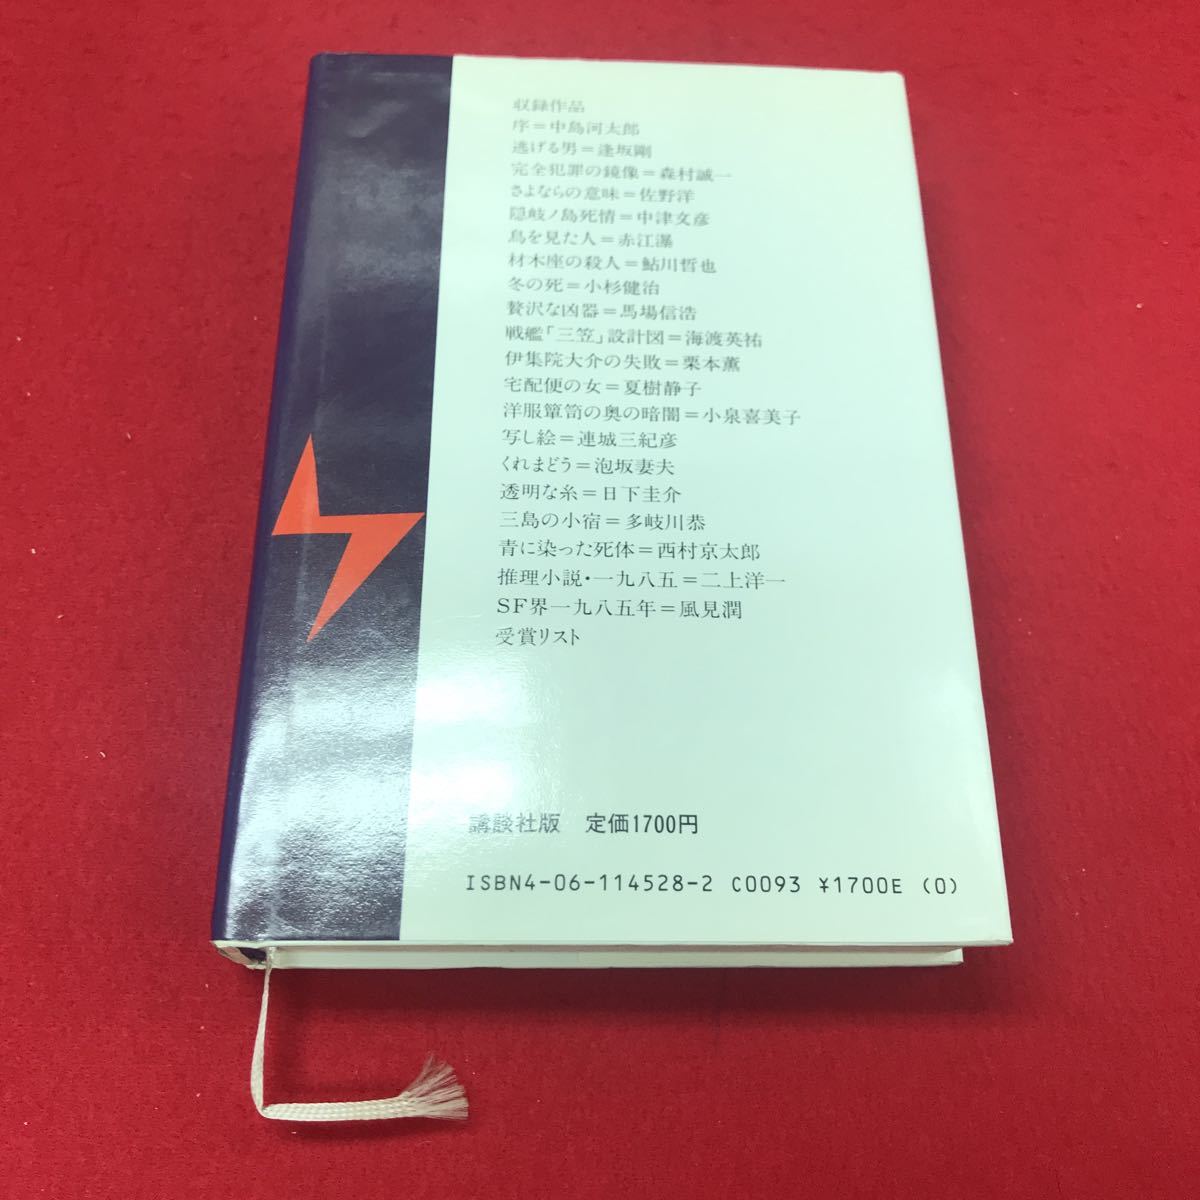 収録作品
序=中島河太郎
逃げる男=逢坂剛
完全犯罪の鏡像=森村誠一
さよならの意味=佐野洋
隠岐ノ島死情=中津文彦
鳥を見た人=赤江瀑
材木座の殺人=鮎川哲也
冬の死=小杉健治
贅沢な凶器=馬場信浩
戦艦「三笠」設計図=海渡英祐
伊集院大介の失敗=栗本薫
宅配便の女=夏樹静子
洋服簞笥の奥の暗闇=小泉喜美子
写し絵=連城三紀彦
くれまどう=泡坂妻夫
透明な糸=日下圭介
三島の小宿=多岐川恭
青に染った死体=西村京太郎
推理小説・一九八五=二上洋一
SF界一九八五年=風見潤
受賞リスト
講談社版 定価1700円
ISBN4-06-114528-2 C0093 ¥1700E (0)